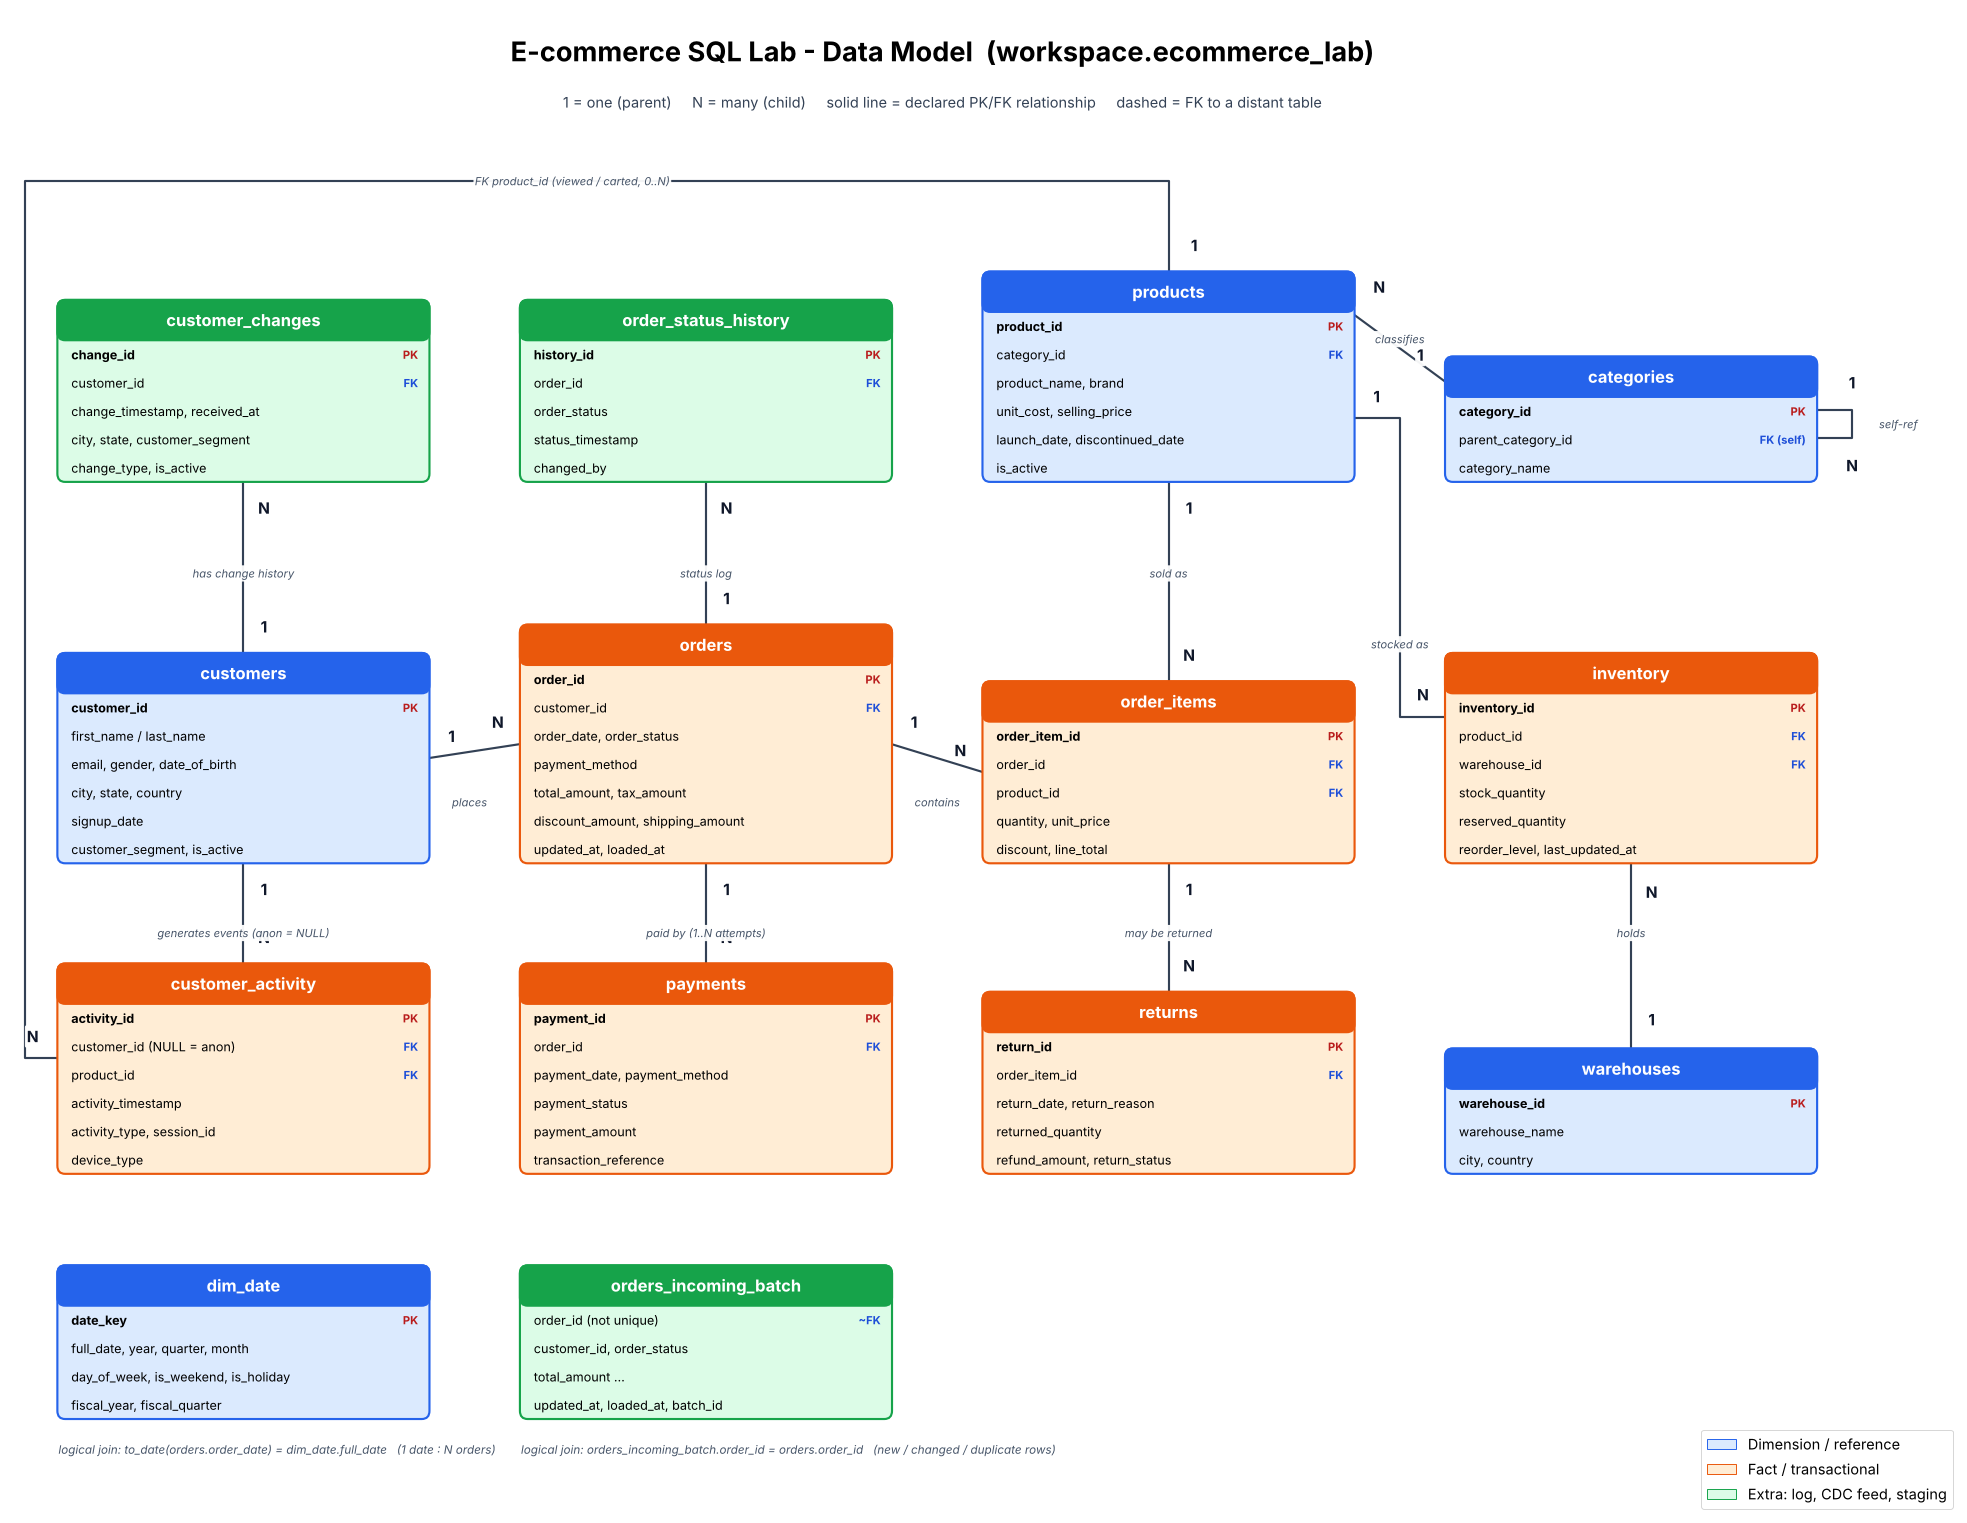 E-commerce SQL Lab - Data Model (workspace.ecommerce_lab)
1 = one (parent) N = many (child) solid line = declared PK/FK relationship dashed = FK to a distant table
FK product_id (viewed / carted, 0..N)
1
customer_changes
change_id PK
customer_id FK
change_timestamp, received_at
city, state, customer_segment
change_type, is_active
order_status_history
history_id PK
order_id FK
order_status
status_timestamp
changed_by
products
product_id PK
category_id FK
product_name, brand
unit_cost, selling_price
launch_date, discontinued_date
is_active
N
classifies
1
1
categories
category_id PK
parent_category_id FK (self)
category_name
1
self-ref
N
N
has change history
1
N
status log
1
1
sold as
N
stocked as
N
customers
customer_id PK
first_name / last_name
email, gender, date_of_birth
city, state, country
signup_date
customer_segment, is_active
1
N
places
orders
order_id PK
customer_id FK
order_date, order_status
payment_method
total_amount, tax_amount
discount_amount, shipping_amount
updated_at, loaded_at
1
N
contains
order_items
order_item_id PK
order_id FK
product_id FK
quantity, unit_price
discount, line_total
inventory
inventory_id PK
product_id FK
warehouse_id FK
stock_quantity
reserved_quantity
reorder_level, last_updated_at
1
generates events (anon = NULL)
N
1
paid by (1..N attempts)
N
1
may be returned
N
N
holds
1
N
customer_activity
activity_id PK
customer_id (NULL = anon) FK
product_id FK
activity_timestamp
activity_type, session_id
device_type
payments
payment_id PK
order_id FK
payment_date, payment_method
payment_status
payment_amount
transaction_reference
returns
return_id PK
order_item_id FK
return_date, return_reason
returned_quantity
refund_amount, return_status
warehouses
warehouse_id PK
warehouse_name
city, country
dim_date
date_key PK
full_date, year, quarter, month
day_of_week, is_weekend, is_holiday
fiscal_year, fiscal_quarter
logical join: to_date(orders.order_date) = dim_date.full_date (1 date : N orders)
orders_incoming_batch
order_id (not unique) ~FK
customer_id, order_status
total_amount ...
updated_at, loaded_at, batch_id
logical join: orders_incoming_batch.order_id = orders.order_id (new / changed / duplicate rows)
Dimension / reference
Fact / transactional
Extra: log, CDC feed, staging